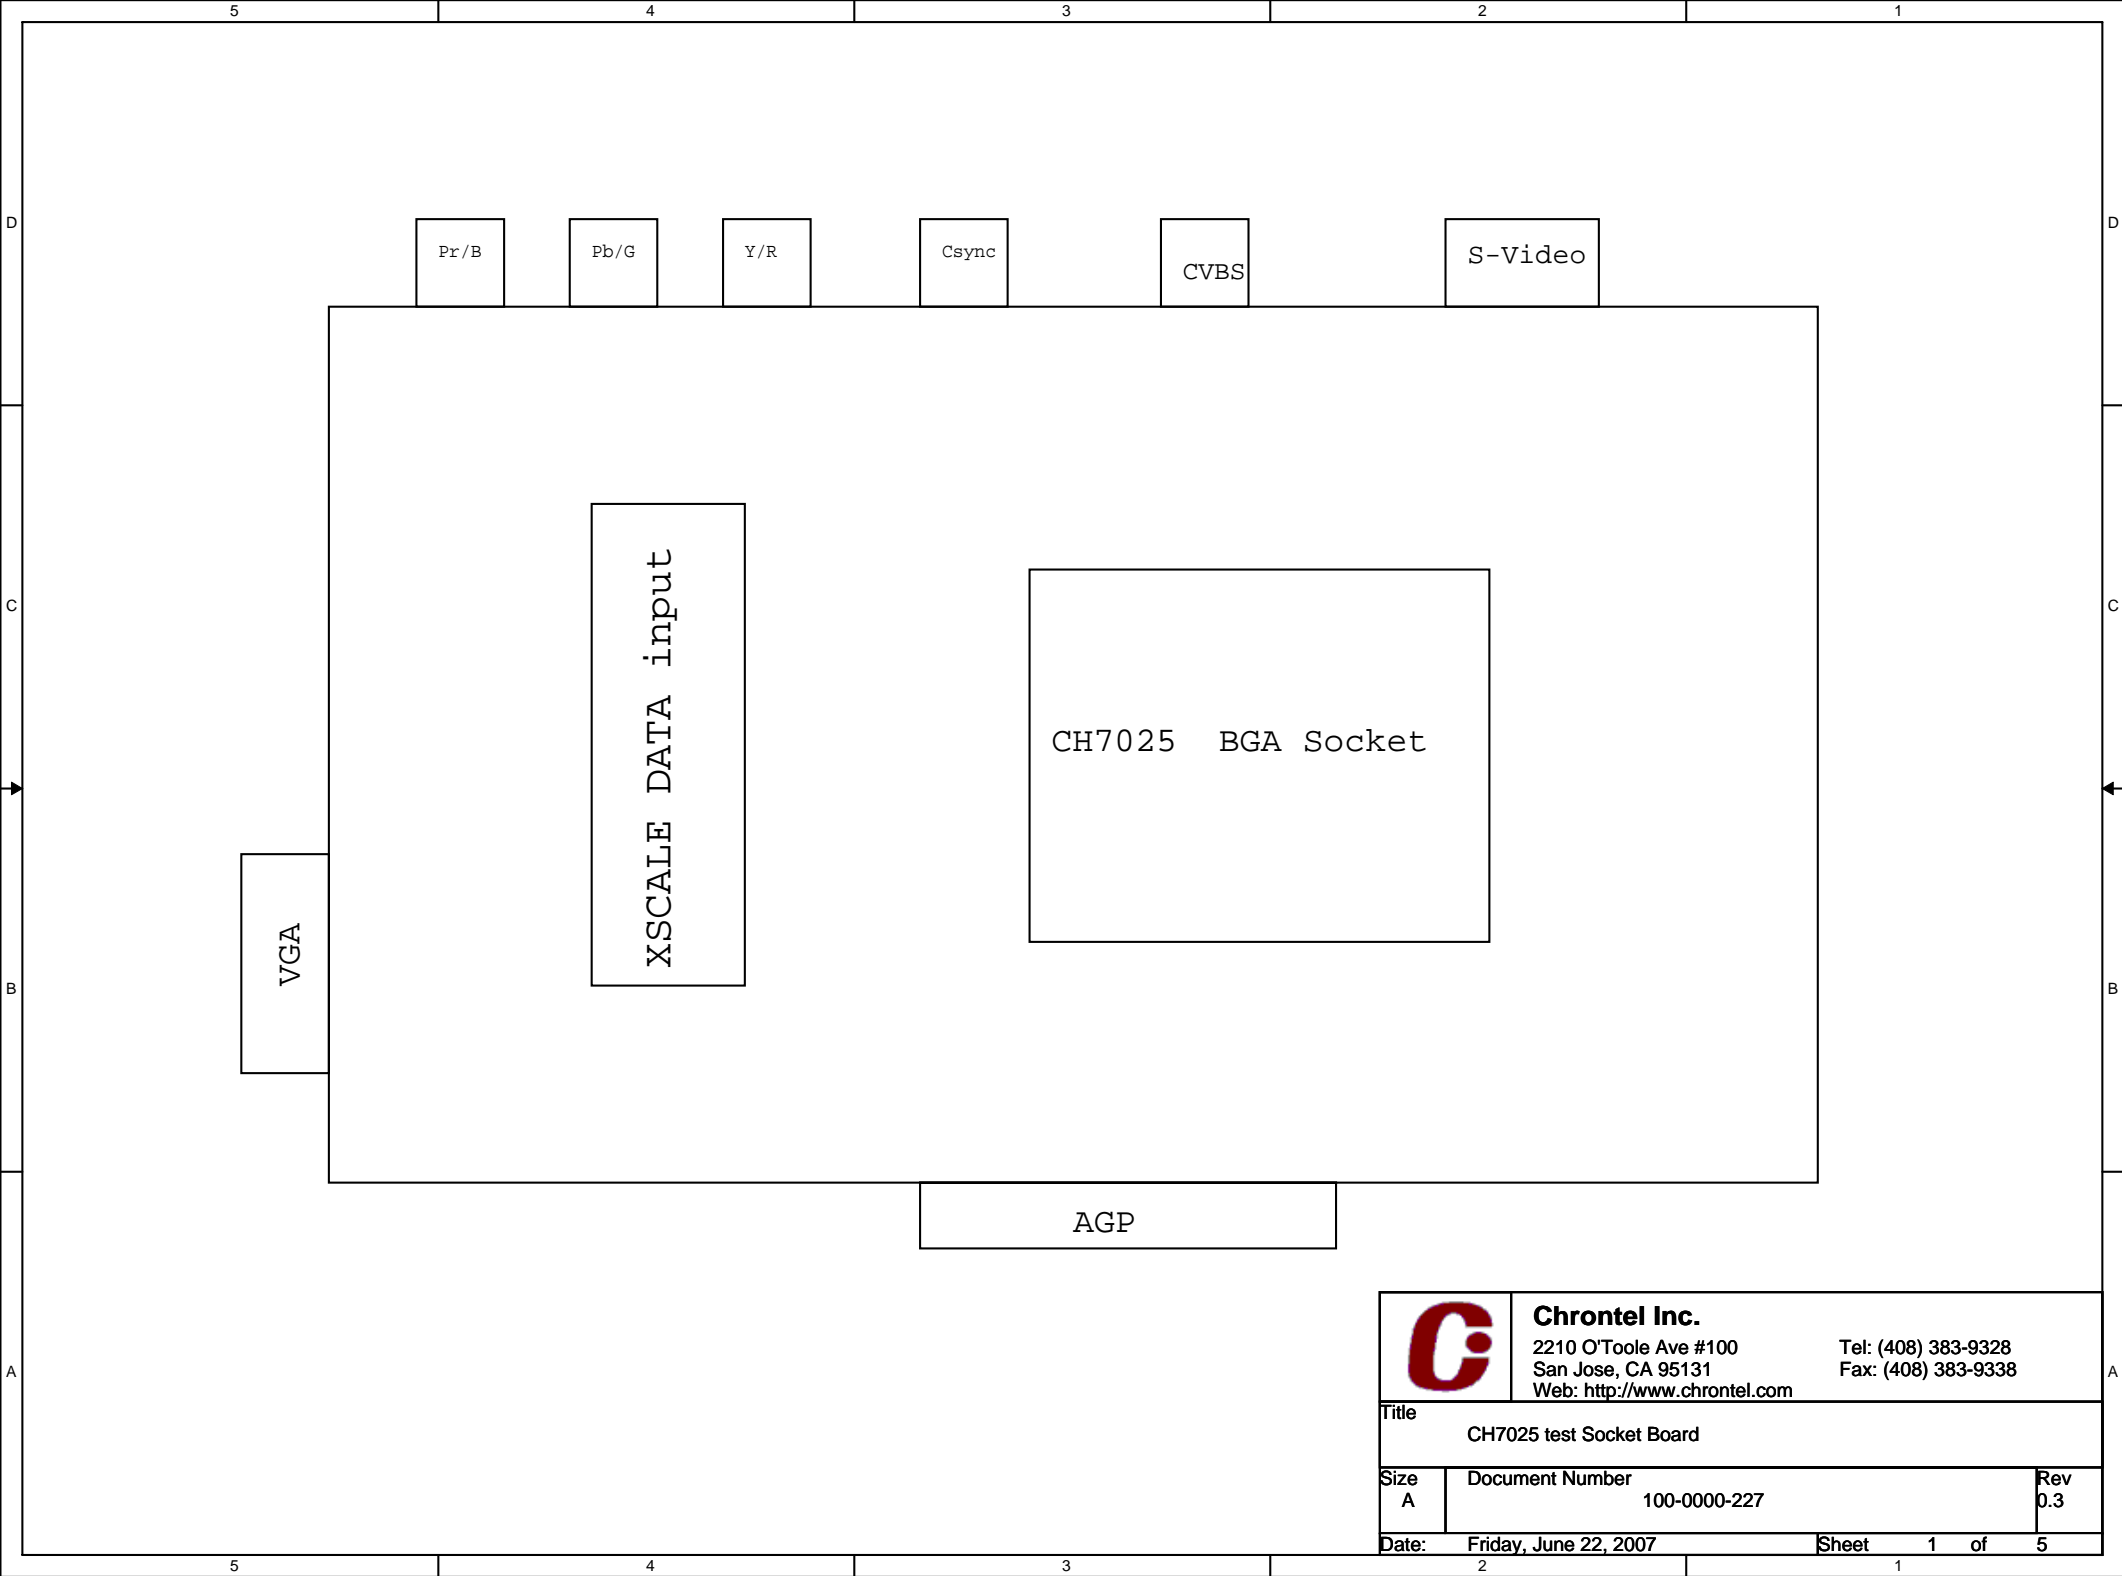 5 4 3 2 1
D D
Pr/B Pb/G Y/R Csync CVBS S-Video
C C
XSCALE DATA input
CH7025 BGA Socket
VGA
B B
AGP
Chrontel Inc.
2210 O'Toole Ave #100 Tel: (408) 383-9328
San Jose, CA 95131 Fax: (408) 383-9338
Web: http://www.chrontel.com
A A
Title
CH7025 test Socket Board
Size Document Number Rev
A 100-0000-227 0.3
Date: Friday, June 22, 2007 Sheet 1 of 5
5 4 3 2 1